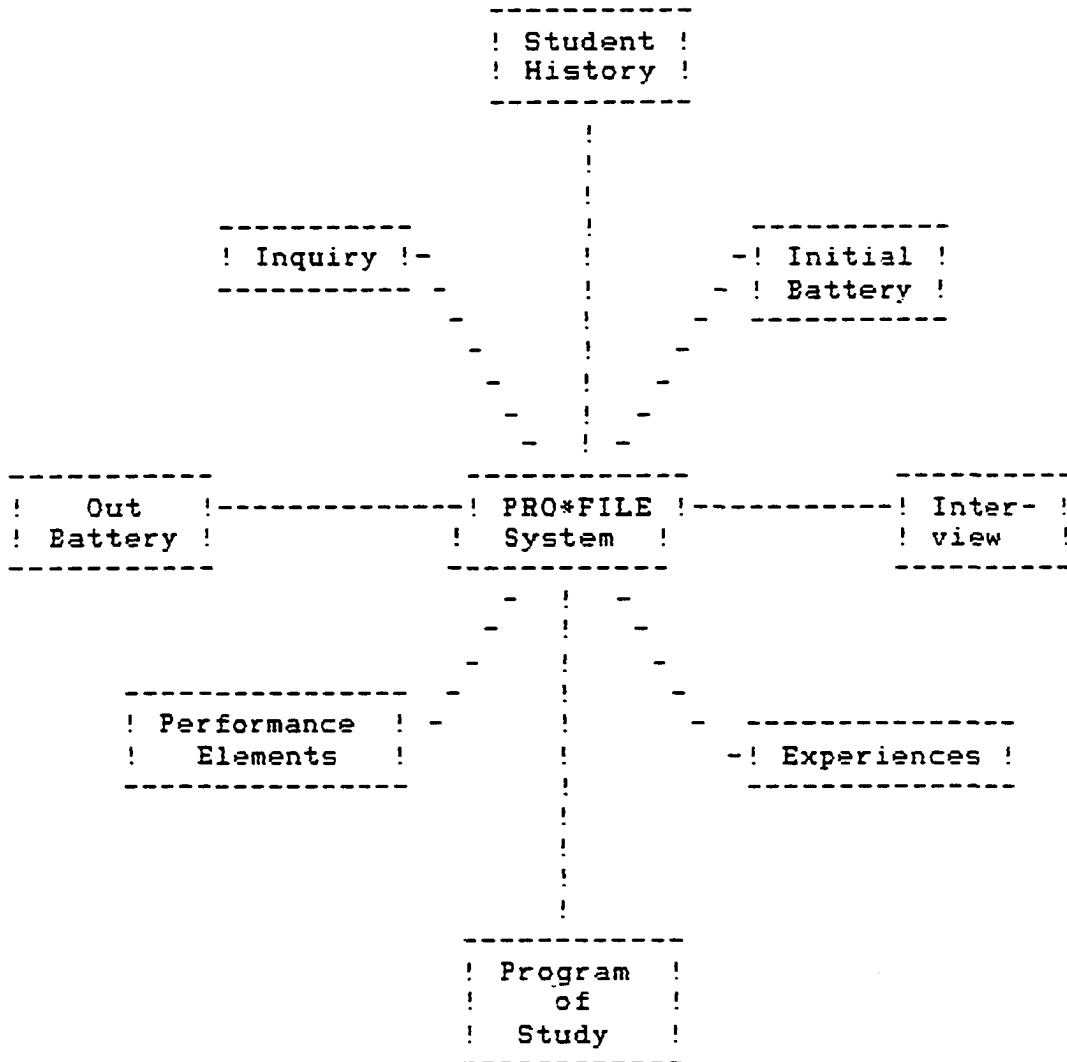 Student
History
Inquiry
Initial
Battery
Out
Battery
PRO*FILE
System
Inter-
view
Performance
Elements
Experiences
Program
of
Study